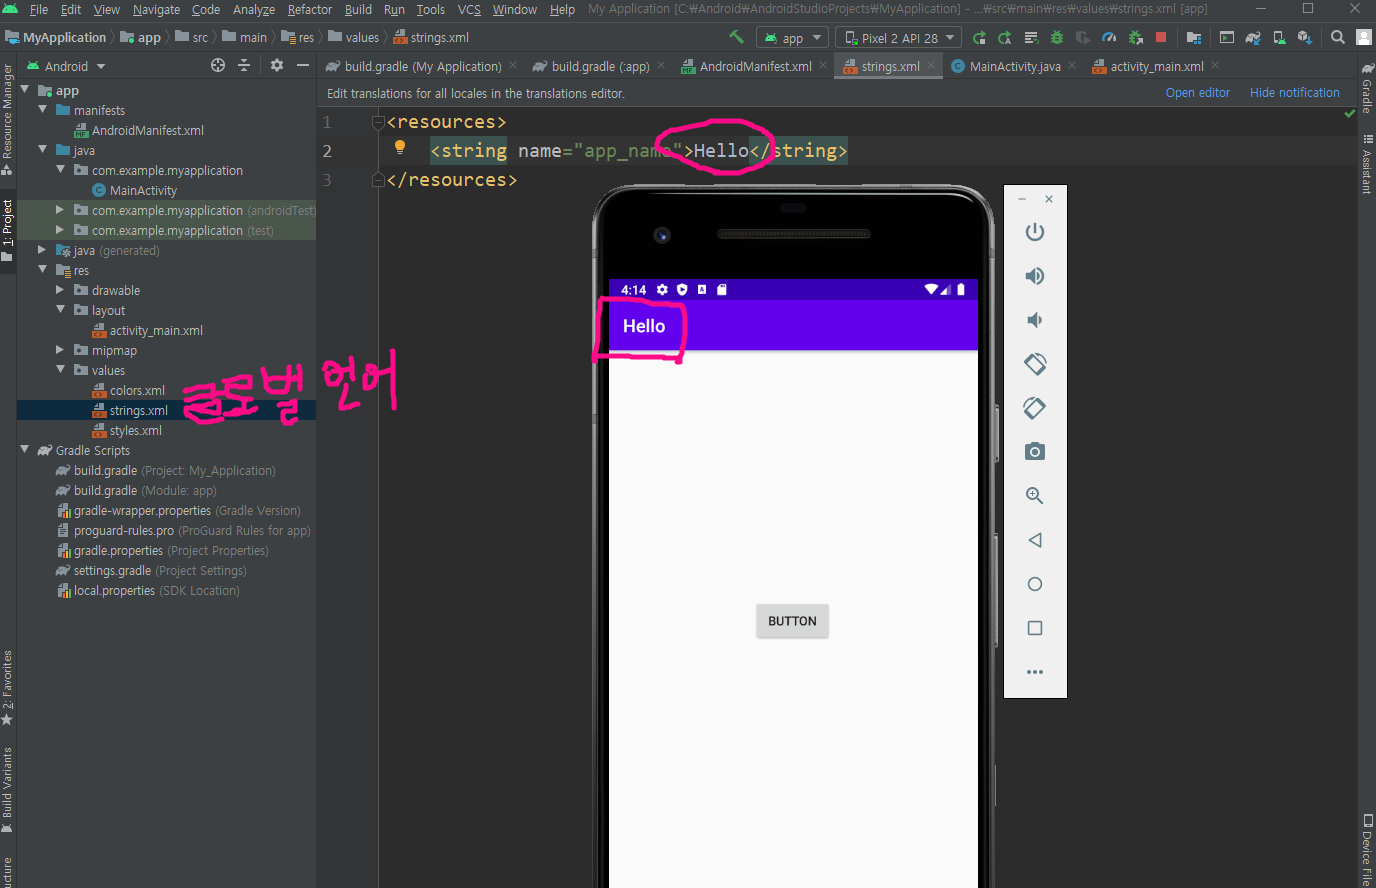 File Edit View Navigate Code Analyze Refactor Build Run Tools VCS Window Help My Application [C:₩Android₩AndroidStudioProjects₩MyApplication] - ...₩src₩main₩res₩values₩strings.xml [app]
MyApplication app src main res values strings.xml app Pixel 2 API 28
Android
build.gradle (My Application) build.gradle (:app) AndroidManifest.xml strings.xml MainActivity.java activity_main.xml
Edit translations for all locales in the translations editor. Open editor Hide notification
Resource Manager
1: Project
2: Favorites
Build Variants
app
manifests
AndroidManifest.xml
java
com.example.myapplication
MainActivity
com.example.myapplication (androidTest)
com.example.myapplication (test)
java (generated)
res
drawable
layout
activity_main.xml
mipmap
values
colors.xml
strings.xml
styles.xml
글로벌 언어
Gradle Scripts
build.gradle (Project: My_Application)
build.gradle (Module: app)
gradle-wrapper.properties (Gradle Version)
proguard-rules.pro (ProGuard Rules for app)
gradle.properties (Project Properties)
settings.gradle (Project Settings)
local.properties (SDK Location)
1 <resources>
2 <string name="app_name">Hello</string>
3 </resources>
4:14
Hello
BUTTON
Gradle
Assistant